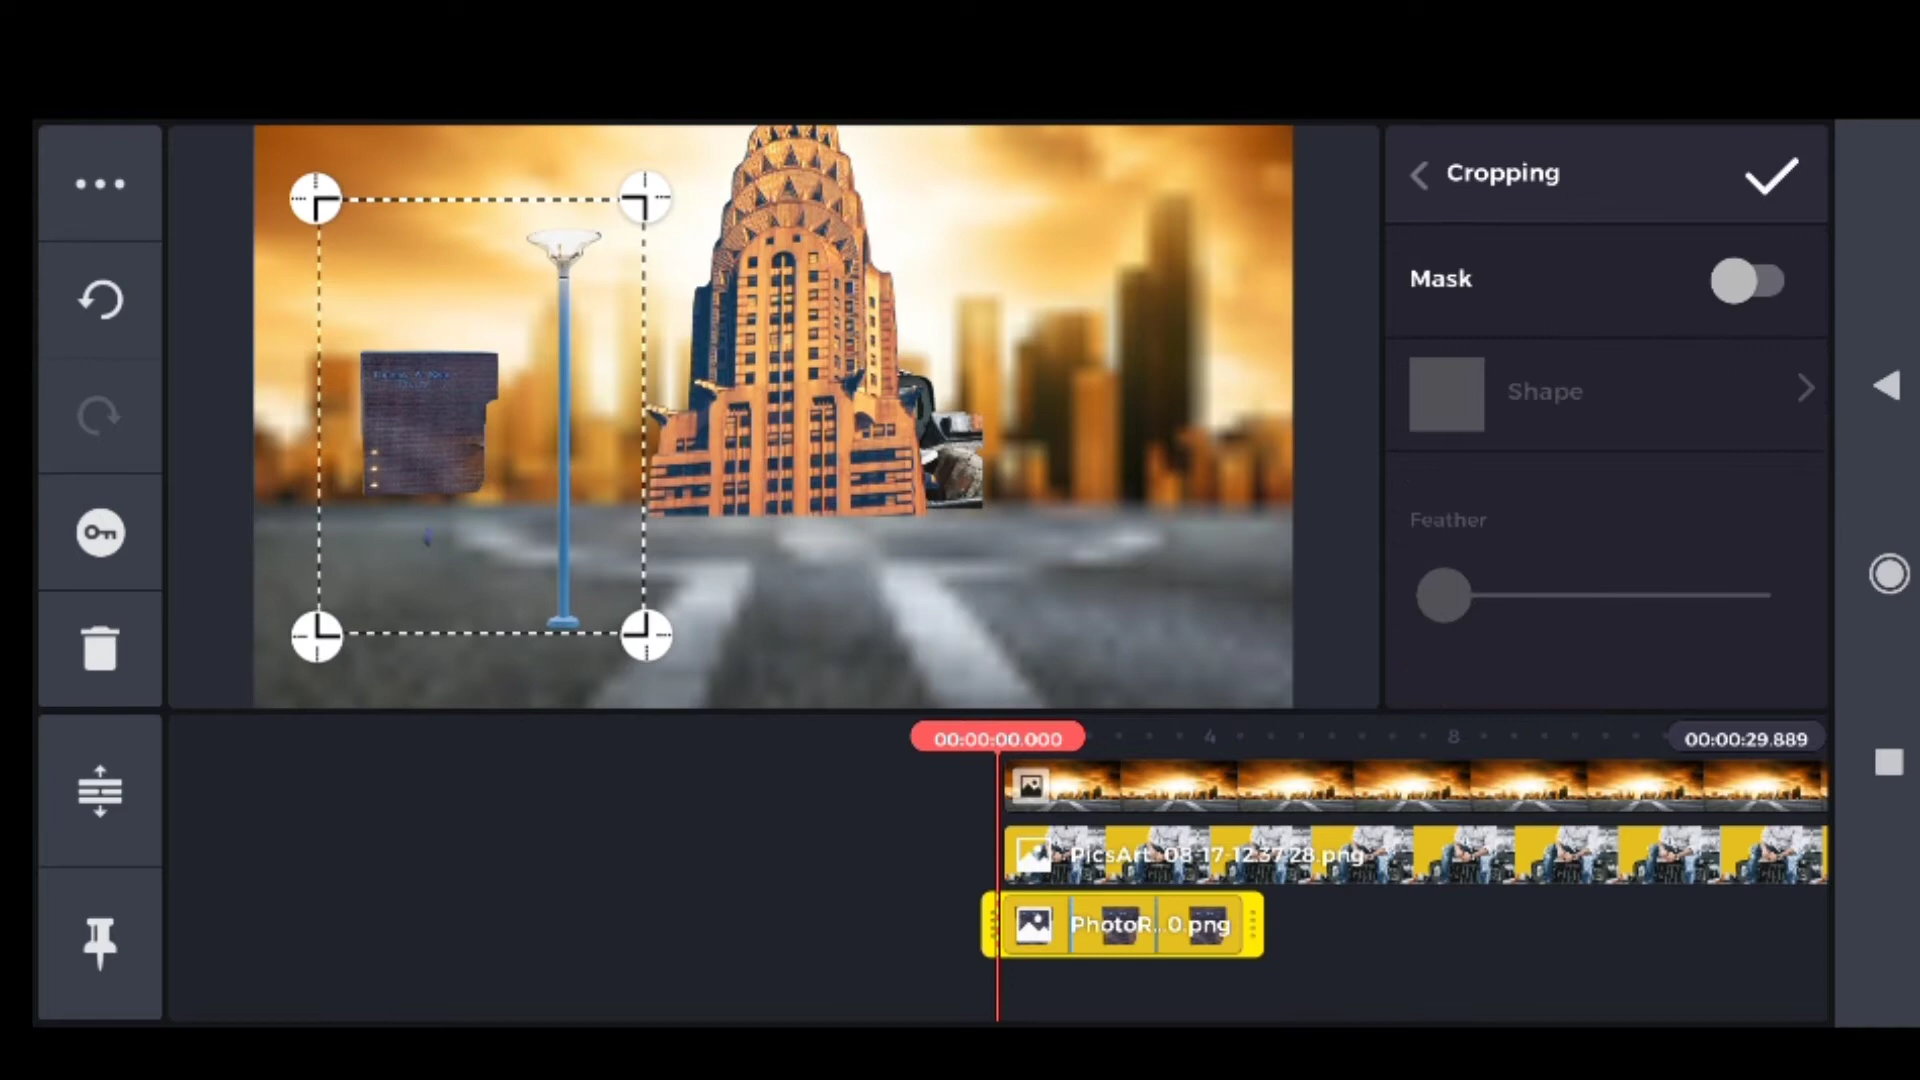 Cropping
Mask
Shape
Feather
00:00:00.000
4
8
00:00:29.889
PicsArt_08-17-12.37.28.png
PhotoR...0.png